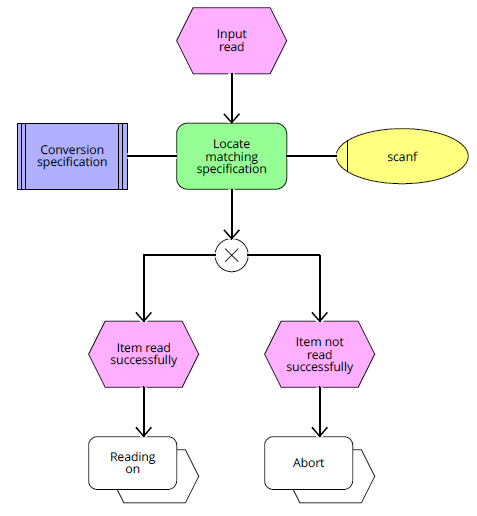 Input
read
Conversion
specification
Locate
matching
specification
scanf
Item read
successfully
Item not
read
successfully
Reading
on
Abort